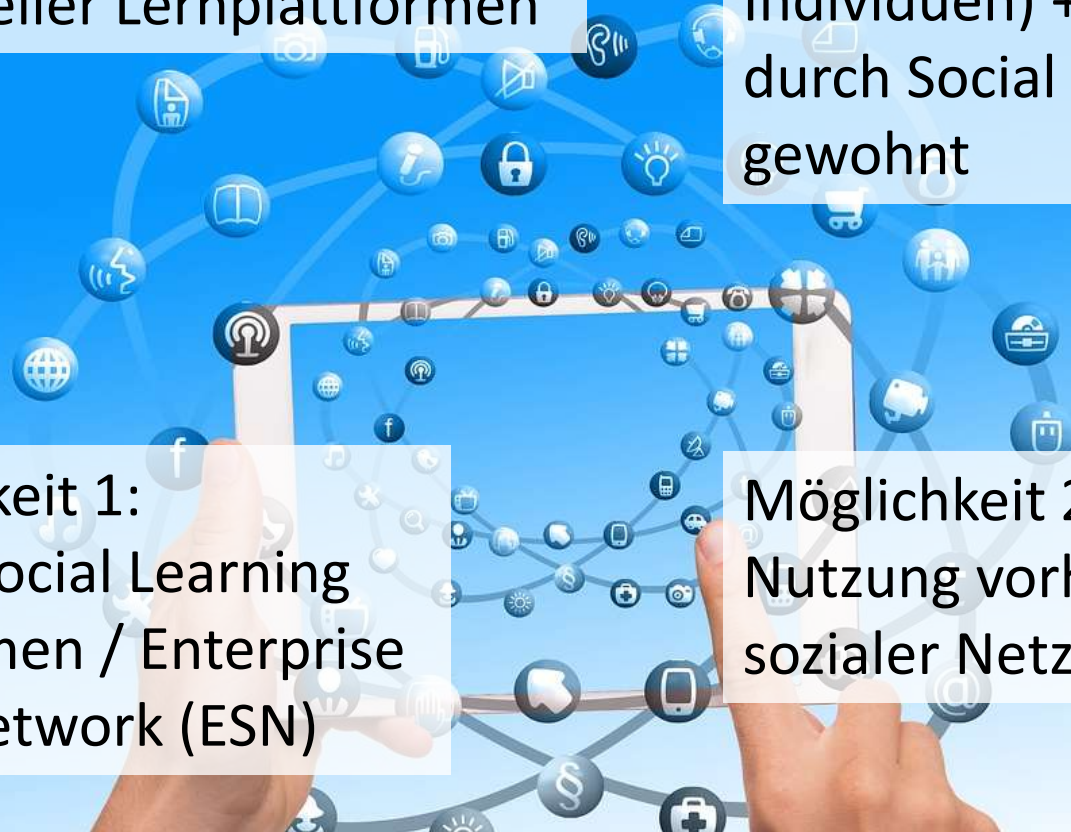 eller Lernplattformen
Individuen) +
durch Social
gewohnt
keit 1:
ocial Learning
men / Enterprise
etwork (ESN)
Möglichkeit 2
Nutzung vorh
sozialer Netz